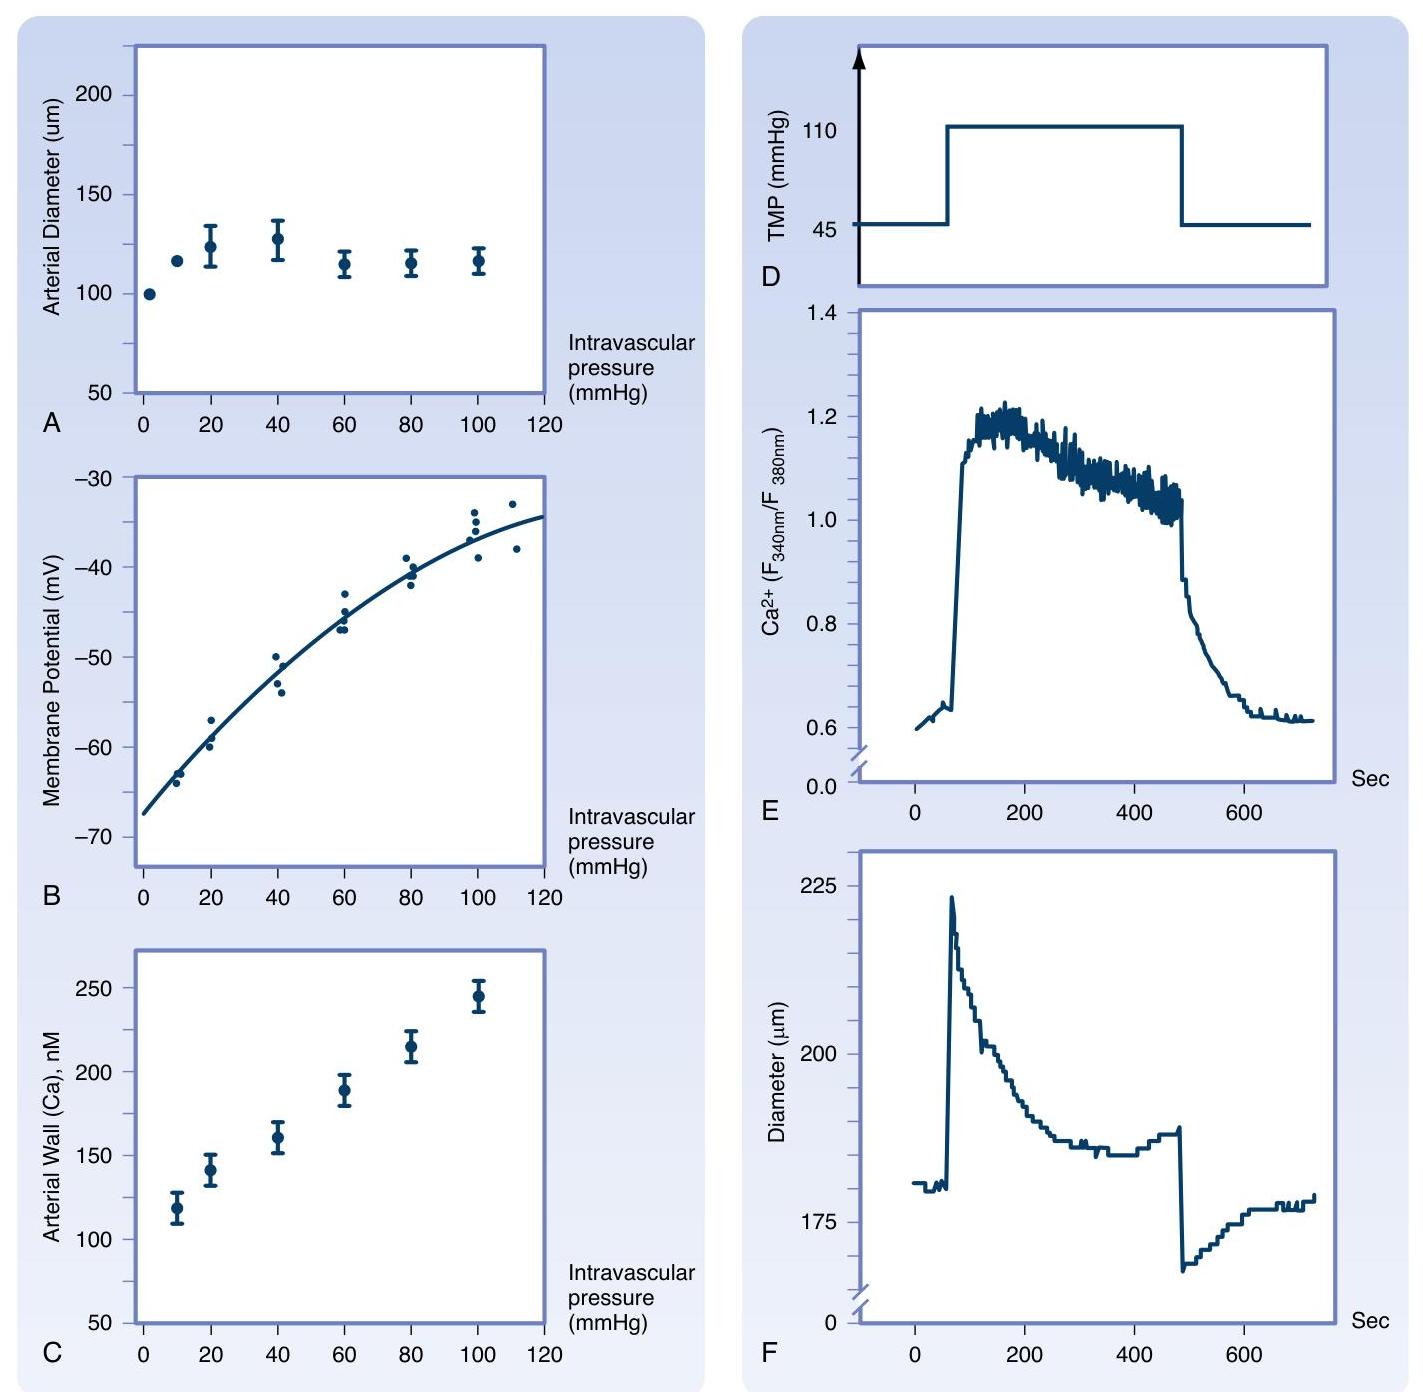 Arterial Diameter (um)
200
150
100
50
Intravascular
pressure
(mmHg)
A
0 20 40 60 80 100 120
Membrane Potential (mV)
–30
–40
–50
–60
–70
Intravascular
pressure
(mmHg)
B
0 20 40 60 80 100 120
Arterial Wall (Ca), nM
250
200
150
100
50
Intravascular
pressure
(mmHg)
C
0 20 40 60 80 100 120
TMP (mmHg)
110
45
D
Ca2+ (F340nm/F 380nm)
1.4
1.2
1.0
0.8
0.6
0.0
Sec
E
0 200 400 600
Diameter (μm)
225
200
175
0
Sec
F
0 200 400 600